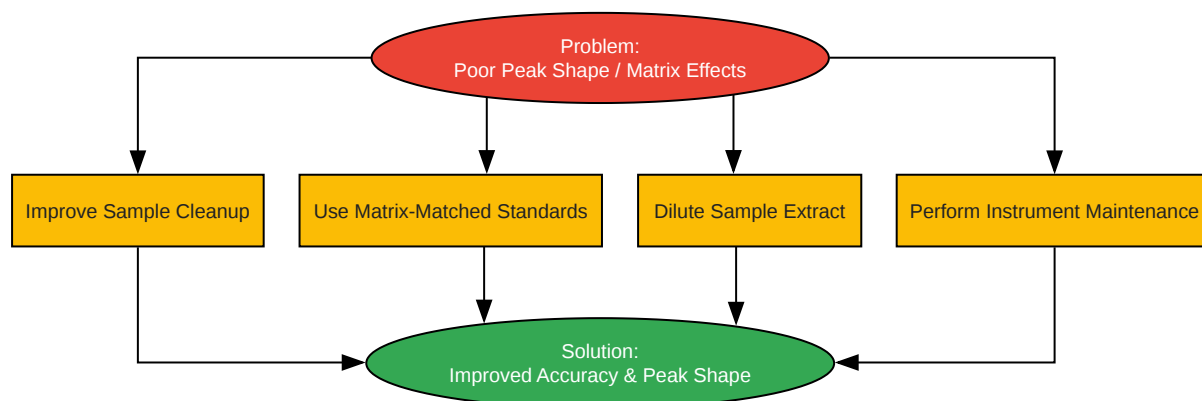 Problem:
Poor Peak Shape / Matrix Effects
Improve Sample Cleanup
Use Matrix-Matched Standards
Dilute Sample Extract
Perform Instrument Maintenance
Solution:
Improved Accuracy & Peak Shape